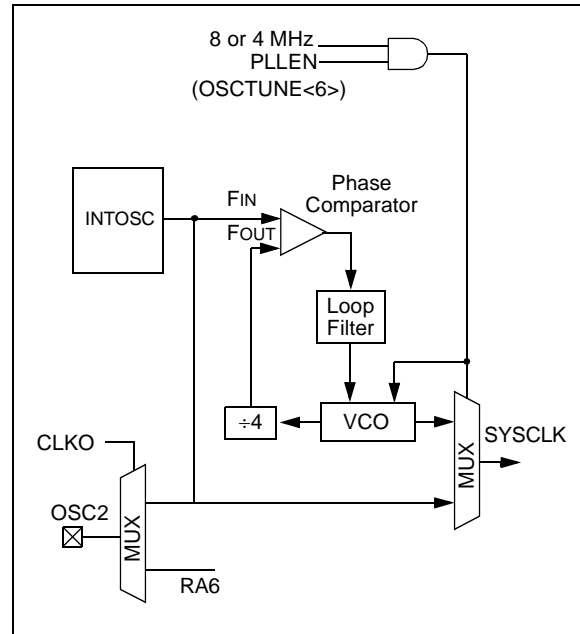 8 or 4 MHz
PLLEN
(OSCTUNE<6>)
Phase
Comparator
INTOSC
FIN
FOUT
Loop
Filter
÷4
VCO
MUX
SYSCLK
CLKO
OSC2
MUX
RA6